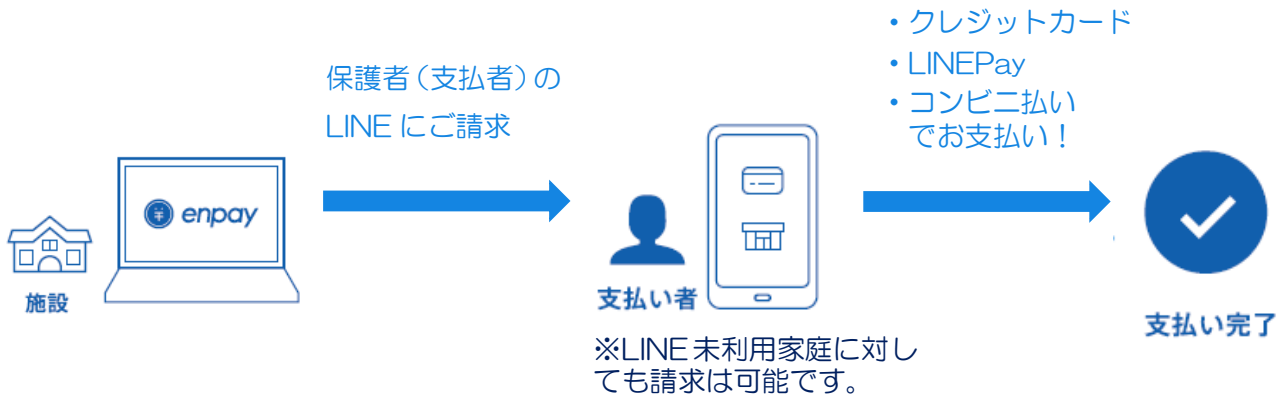 施設
enpay
保護者（支払者）の
LINE にご請求
支払い者
※LINE 未利用家庭に対し
ても請求は可能です。
・クレジットカード
・LINEPay
・コンビニ払い
でお支払い！
支払い完了